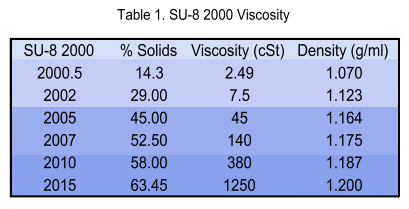 Table 1. SU-8 2000 Viscosity
SU-8 2000 % Solids Viscosity (cSt) Density (g/ml)
2000.5 14.3 2.49 1.070
2002 29.00 7.5 1.123
2005 45.00 45 1.164
2007 52.50 140 1.175
2010 58.00 380 1.187
2015 63.45 1250 1.200